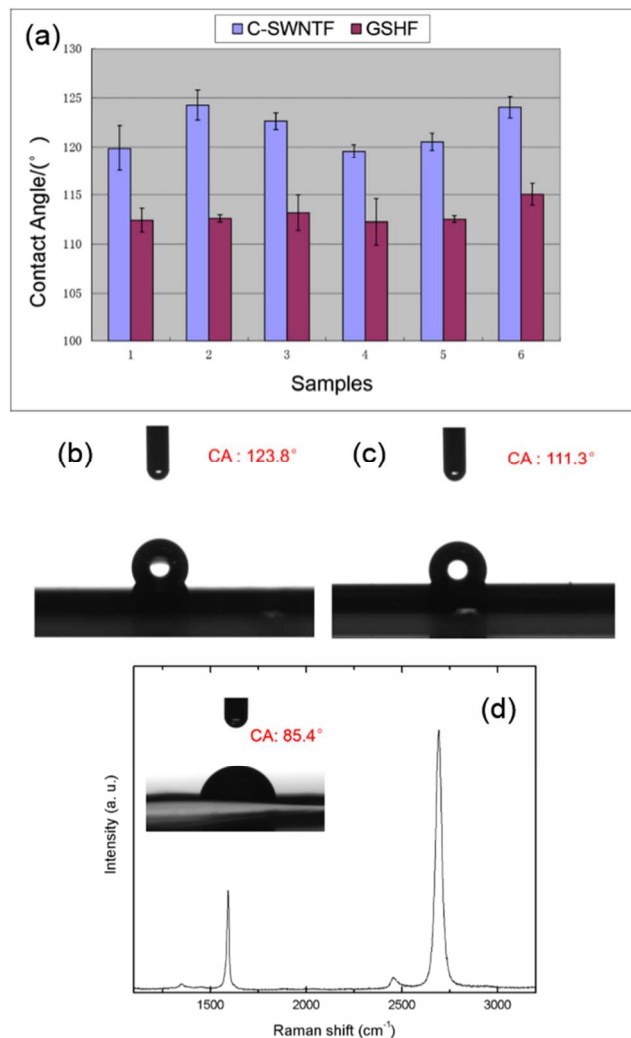 (a)
C-SWNTF GSHF
130
125
120
115
110
105
100
Contact Angle/(°)
1 2 3 4 5 6
Samples
(b)
CA : 123.8°
(c)
CA : 111.3°
(d)
CA: 85.4°
Intensity (a. u.)
1500 2000 2500 3000
Raman shift (cm⁻¹)